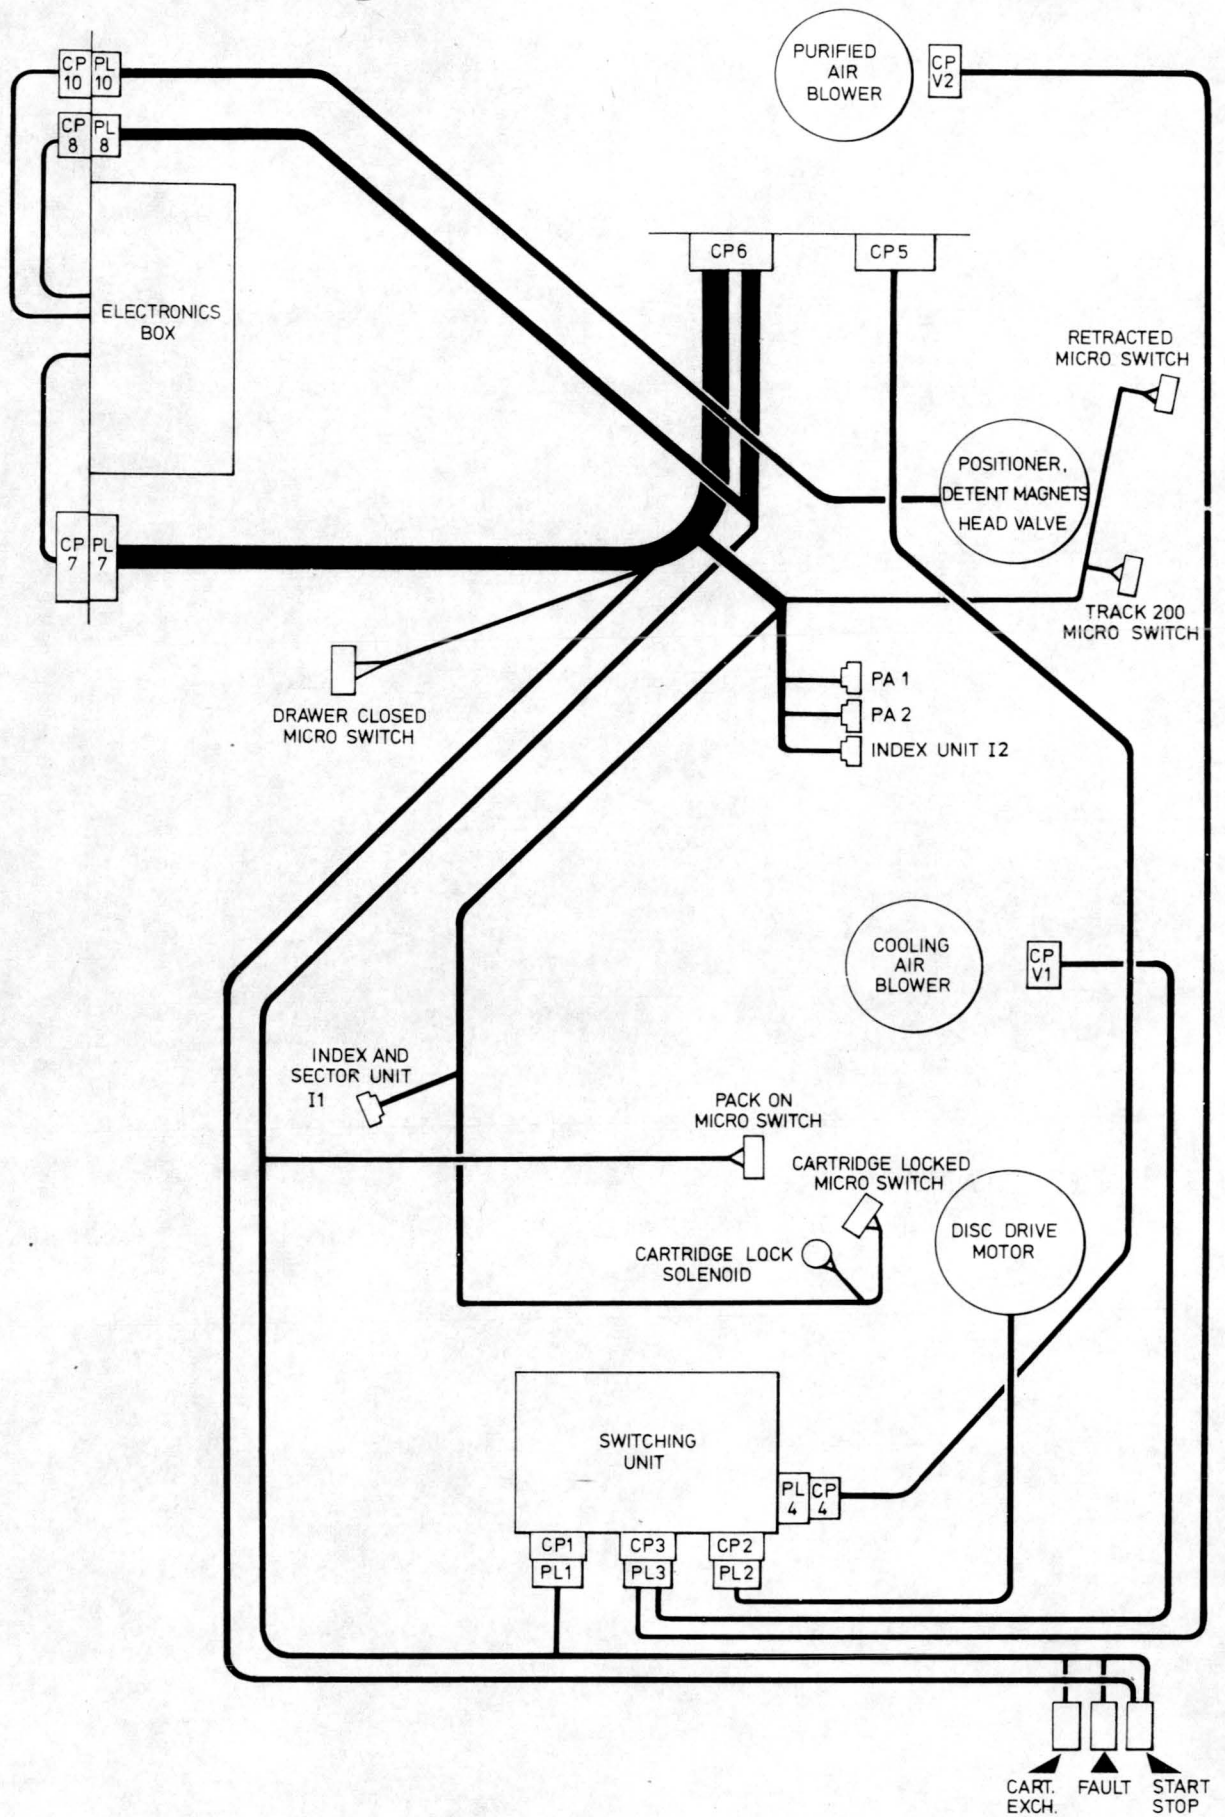 CP
10
PL
10
CP
8
PL
8
ELECTRONICS
BOX
CP
7
PL
7
PURIFIED
AIR
BLOWER
CP
V2
CP6
CP5
RETRACTED
MICRO SWITCH
POSITIONER,
DETENT MAGNETS
HEAD VALVE
TRACK 200
MICRO SWITCH
DRAWER CLOSED
MICRO SWITCH
PA 1
PA 2
INDEX UNIT I2
COOLING
AIR
BLOWER
CP
V1
INDEX AND
SECTOR UNIT
I1
PACK ON
MICRO SWITCH
CARTRIDGE LOCKED
MICRO SWITCH
CARTRIDGE LOCK
SOLENOID
DISC DRIVE
MOTOR
SWITCHING
UNIT
PL
4
CP
4
CP1
CP3
CP2
PL1
PL3
PL2
CART.
EXCH.
FAULT
START
STOP